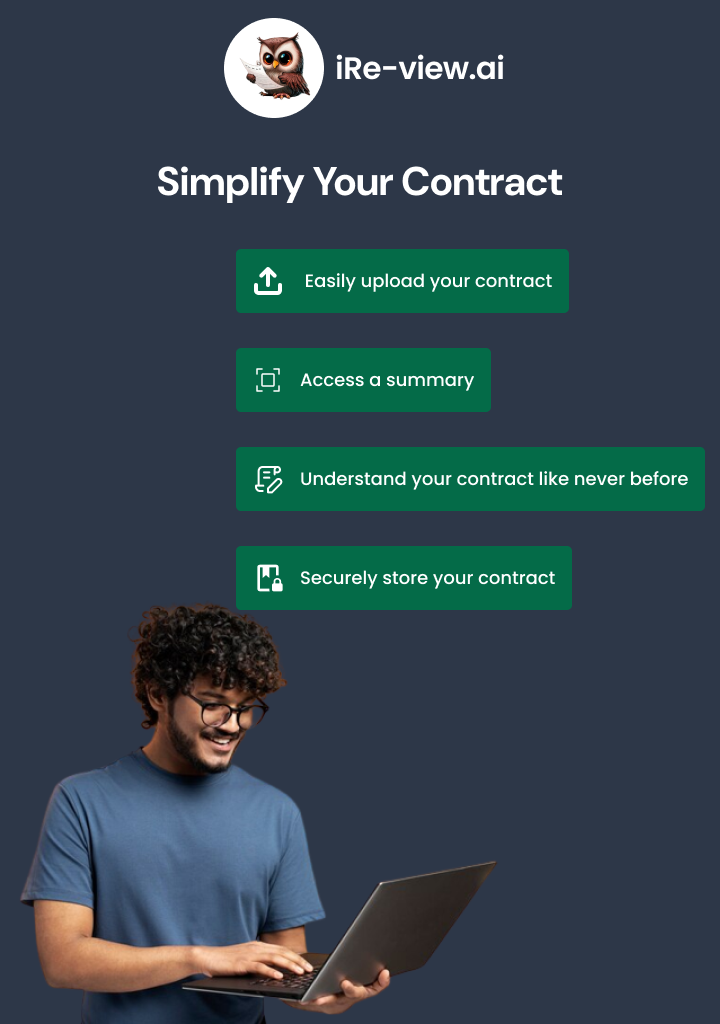 iRe-view.ai
Simplify Your Contract
Easily upload your contract
Access a summary
Understand your contract like never before
Securely store your contract